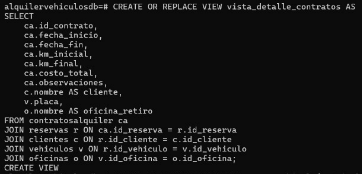 alquilervehiculosdb=# CREATE OR REPLACE VIEW vista_detalle_contratos AS
SELECT
ca.id_contrato,
ca.fecha_inicio,
ca.fecha_fin,
ca.km_inicial,
ca.km_final,
ca.costo_total,
ca.observaciones,
c.nombre AS cliente,
v.placa,
o.nombre AS oficina_retiro
FROM contratosalquiler ca
JOIN reservas r ON ca.id_reserva = r.id_reserva
JOIN clientes c ON r.id_cliente = c.id_cliente
JOIN vehiculos v ON r.id_vehiculo = v.id_vehiculo
JOIN oficinas o ON v.id_oficina = o.id_oficina;
CREATE VIEW